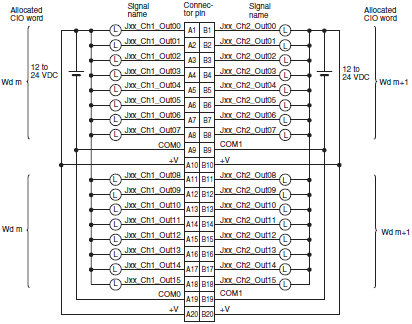 Allocated CIO word Signal name Connec-tor pin Signal name Allocated CIO word
L Jxx_Ch1_Out00 A1 B1 Jxx_Ch2_Out00 L
L Jxx_Ch1_Out01 A2 B2 Jxx_Ch2_Out01 L
L Jxx_Ch1_Out02 A3 B3 Jxx_Ch2_Out02 L
12 to 24 VDC L Jxx_Ch1_Out03 A4 B4 Jxx_Ch2_Out03 L 12 to 24 VDC
Wd m L Jxx_Ch1_Out04 A5 B5 Jxx_Ch2_Out04 L Wd m+1
L Jxx_Ch1_Out05 A6 B6 Jxx_Ch2_Out05 L
L Jxx_Ch1_Out06 A7 B7 Jxx_Ch2_Out06 L
L Jxx_Ch1_Out07 A8 B8 Jxx_Ch2_Out07 L
COM0 A9 B9 COM1
+V A10 B10 +V
L Jxx_Ch1_Out08 A11 B11 Jxx_Ch2_Out08 L
L Jxx_Ch1_Out09 A12 B12 Jxx_Ch2_Out09 L
L Jxx_Ch1_Out10 A13 B13 Jxx_Ch2_Out10 L
L Jxx_Ch1_Out11 A14 B14 Jxx_Ch2_Out11 L
Wd m L Jxx_Ch1_Out12 A15 B15 Jxx_Ch2_Out12 L Wd m+1
L Jxx_Ch1_Out13 A16 B16 Jxx_Ch2_Out13 L
L Jxx_Ch1_Out14 A17 B17 Jxx_Ch2_Out14 L
L Jxx_Ch1_Out15 A18 B18 Jxx_Ch2_Out15 L
COM0 A19 B19 COM1
+V A20 B20 +V